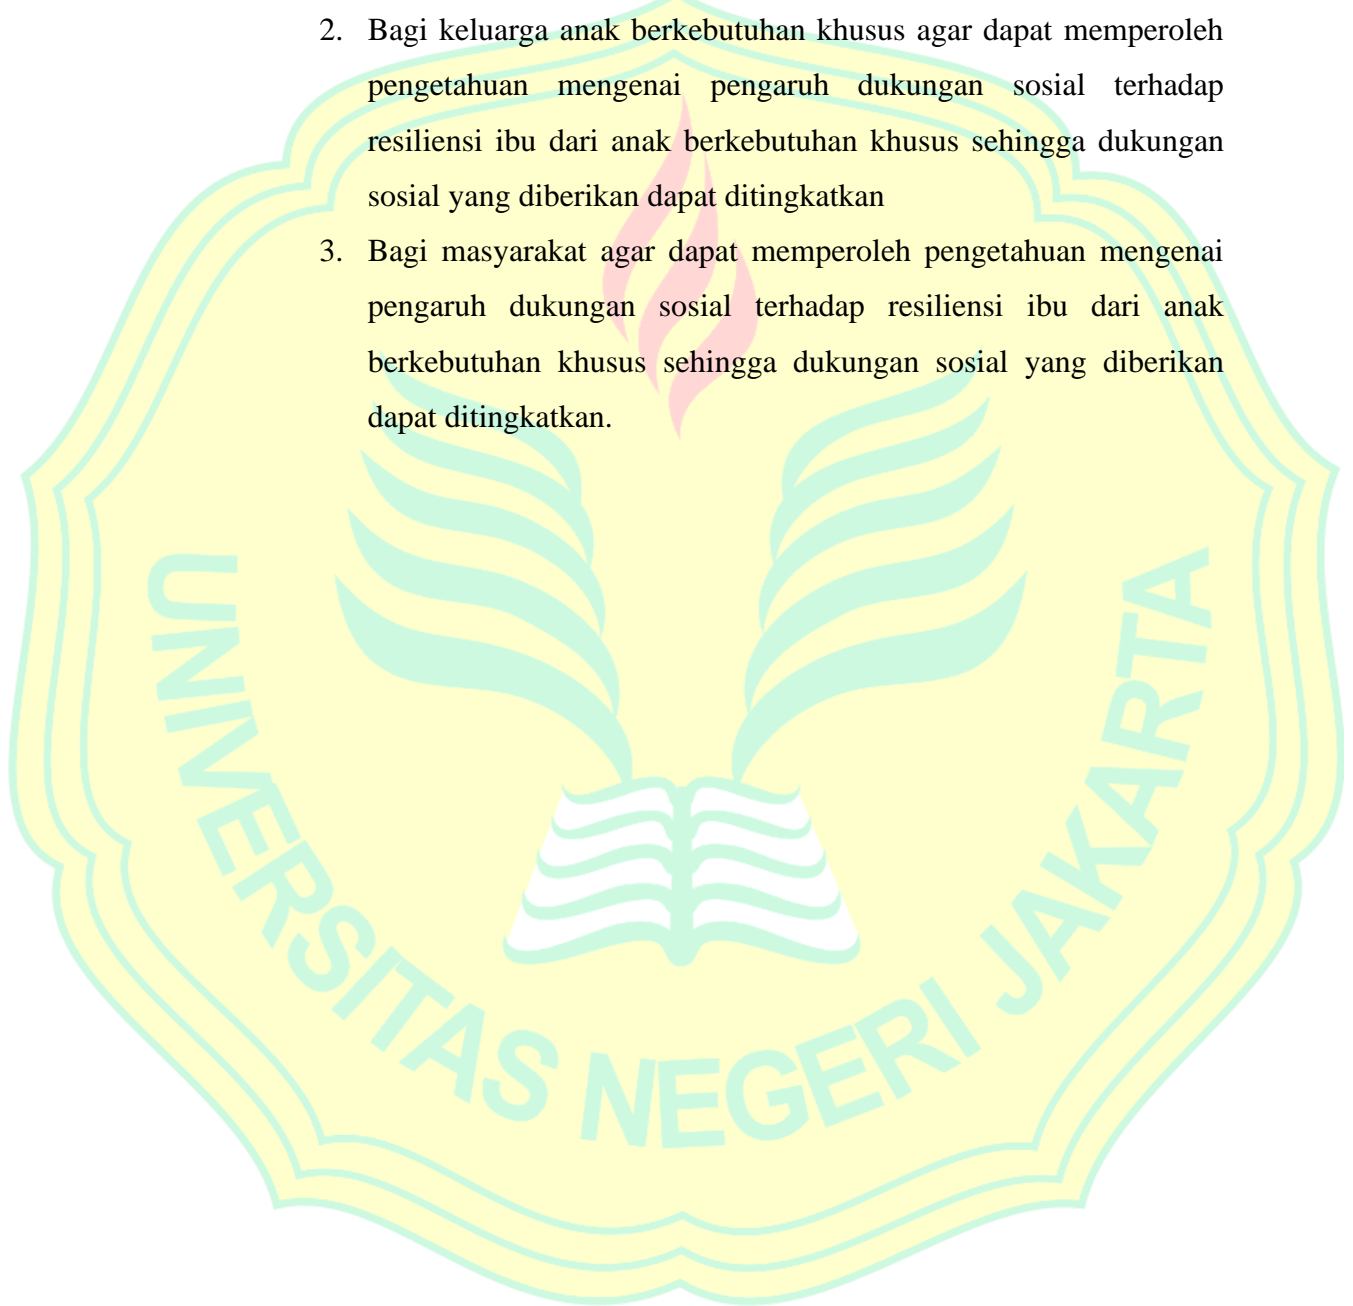 2. Bagi keluarga anak berkebutuhan khusus agar dapat memperoleh
pengetahuan mengenai pengaruh dukungan sosial terhadap
resiliensi ibu dari anak berkebutuhan khusus sehingga dukungan
sosial yang diberikan dapat ditingkatkan
3. Bagi masyarakat agar dapat memperoleh pengetahuan mengenai
pengaruh dukungan sosial terhadap resiliensi ibu dari anak
berkebutuhan khusus sehingga dukungan sosial yang diberikan
dapat ditingkatkan.
UNIVERSITAS NEGERI JAKARTA